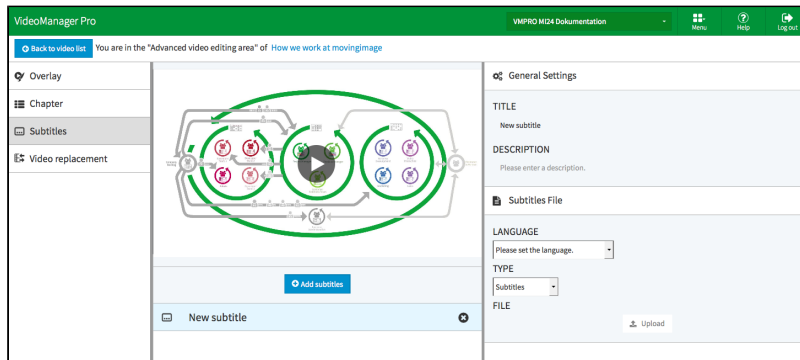 VideoManager Pro
VMPRO MI24 Dokumentation
Menu
Help
Log out
Back to video list
You are in the "Advanced video editing area" of How we work at movingimage
Overlay
Chapter
Subtitles
Video replacement
Add subtitles
New subtitle
General Settings
TITLE
New subtitle
DESCRIPTION
Please enter a description.
Subtitles File
LANGUAGE
Please set the language.
TYPE
Subtitles
FILE
Upload